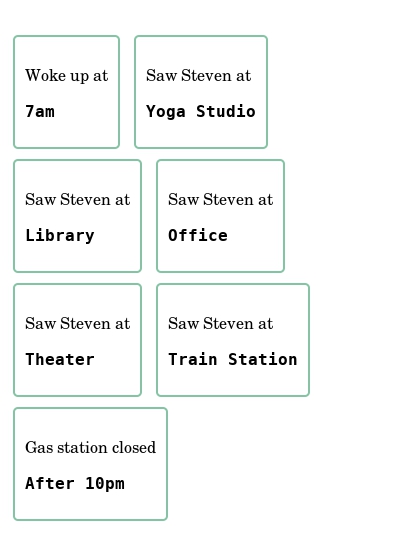 Woke up at
7am
Saw Steven at
Yoga Studio
Saw Steven at
Library
Saw Steven at
Office
Saw Steven at
Theater
Saw Steven at
Train Station
Gas station closed
After 10pm